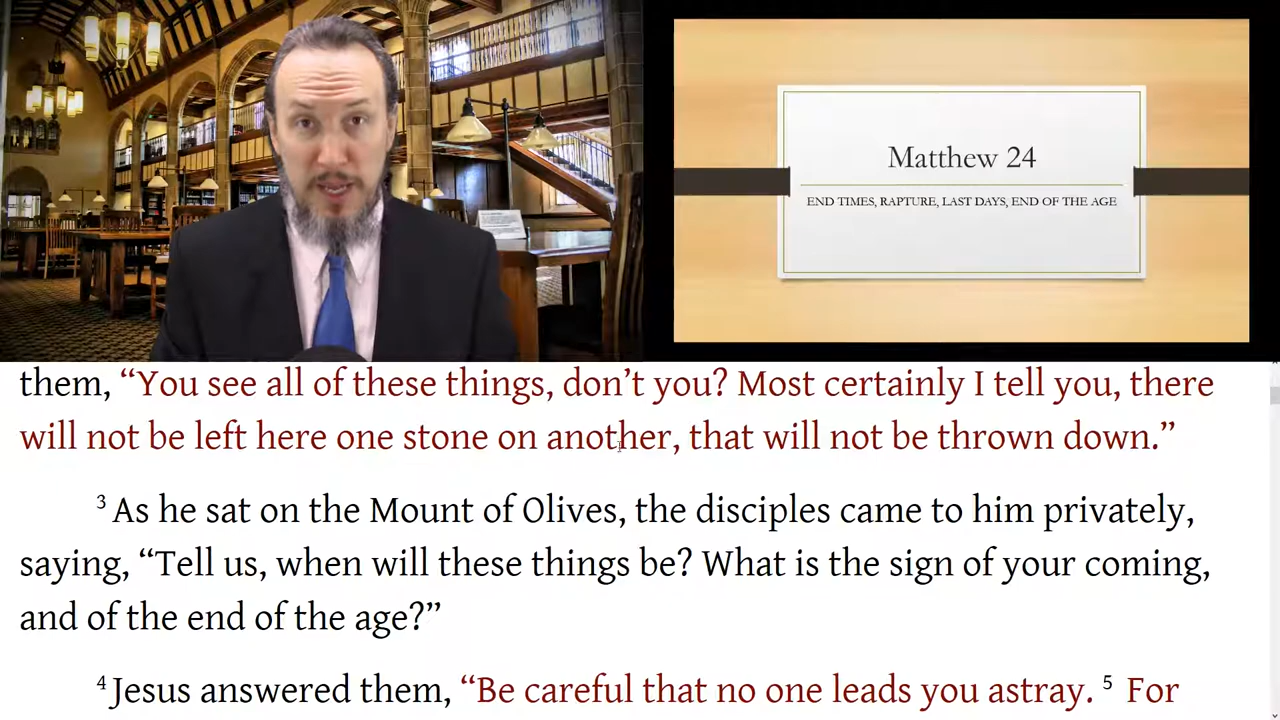 Matthew 24
END TIMES, RAPTURE, LAST DAYS, END OF THE AGE
them, “You see all of these things, don’t you? Most certainly I tell you, there
will not be left here one stone on another, that will not be thrown down.”
3 As he sat on the Mount of Olives, the disciples came to him privately,
saying, “Tell us, when will these things be? What is the sign of your coming,
and of the end of the age?”
4 Jesus answered them, “Be careful that no one leads you astray. 5 For